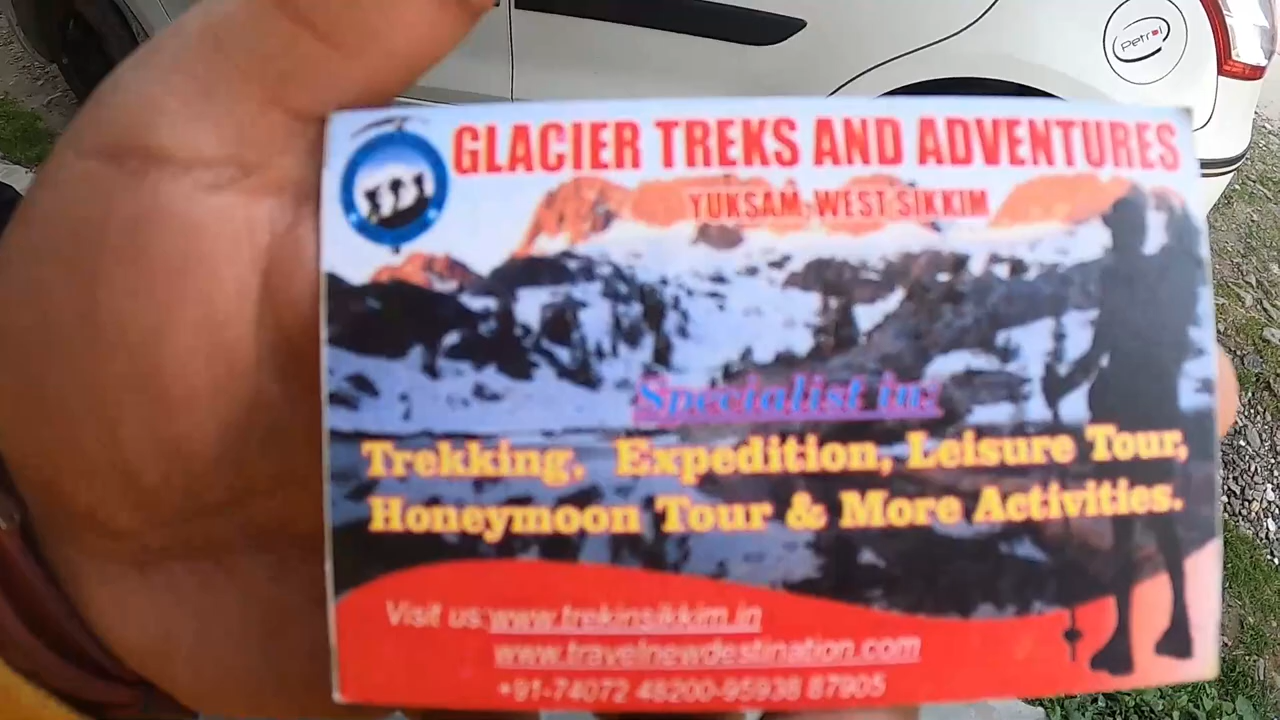 Petrol
GLACIER TREKS AND ADVENTURES
YUKSAM, WEST SIKKIM
Specialist in:
Trekking, Expedition, Leisure Tour,
Honeymoon Tour & More Activities.
Visit us:www.trekinsikkim.in
www.travelnewdestination.com
+91-74072 48200-95938 87905